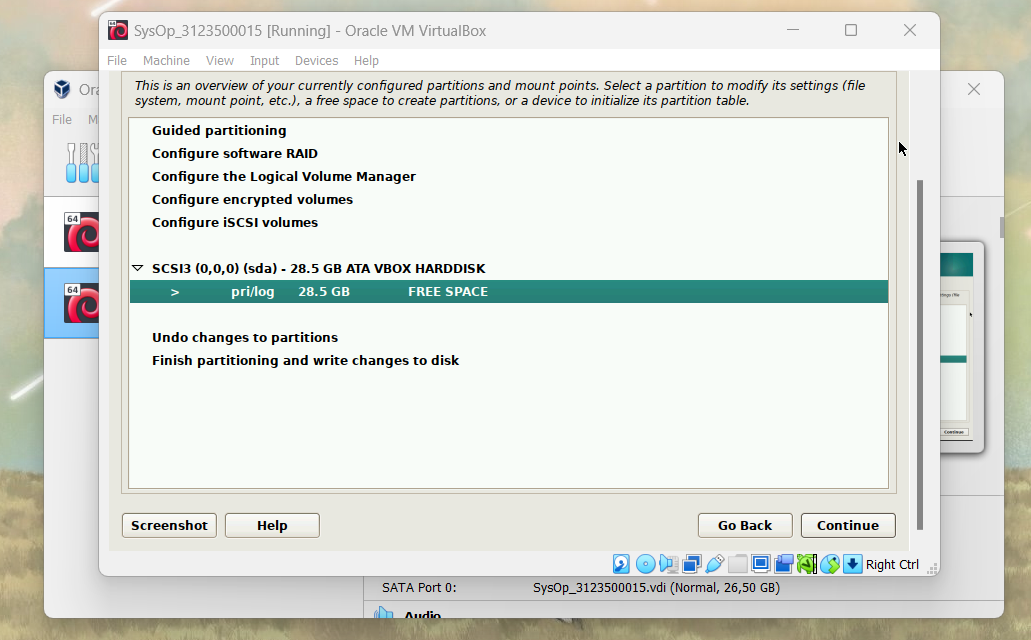 SysOp_3123500015 [Running] - Oracle VM VirtualBox
File Machine View Input Devices Help
This is an overview of your currently configured partitions and mount points. Select a partition to modify its settings (file
system, mount point, etc.), a free space to create partitions, or a device to initialize its partition table.
Guided partitioning
Configure software RAID
Configure the Logical Volume Manager
Configure encrypted volumes
Configure iSCSI volumes
SCSI3 (0,0,0) (sda) - 28.5 GB ATA VBOX HARDDISK
> pri/log 28.5 GB FREE SPACE
Undo changes to partitions
Finish partitioning and write changes to disk
Screenshot Help Go Back Continue
Right Ctrl
Ora
File M
64
64
SATA Port 0: SysOp_3123500015.vdi (Normal, 26,50 GB)
Audio
Continue